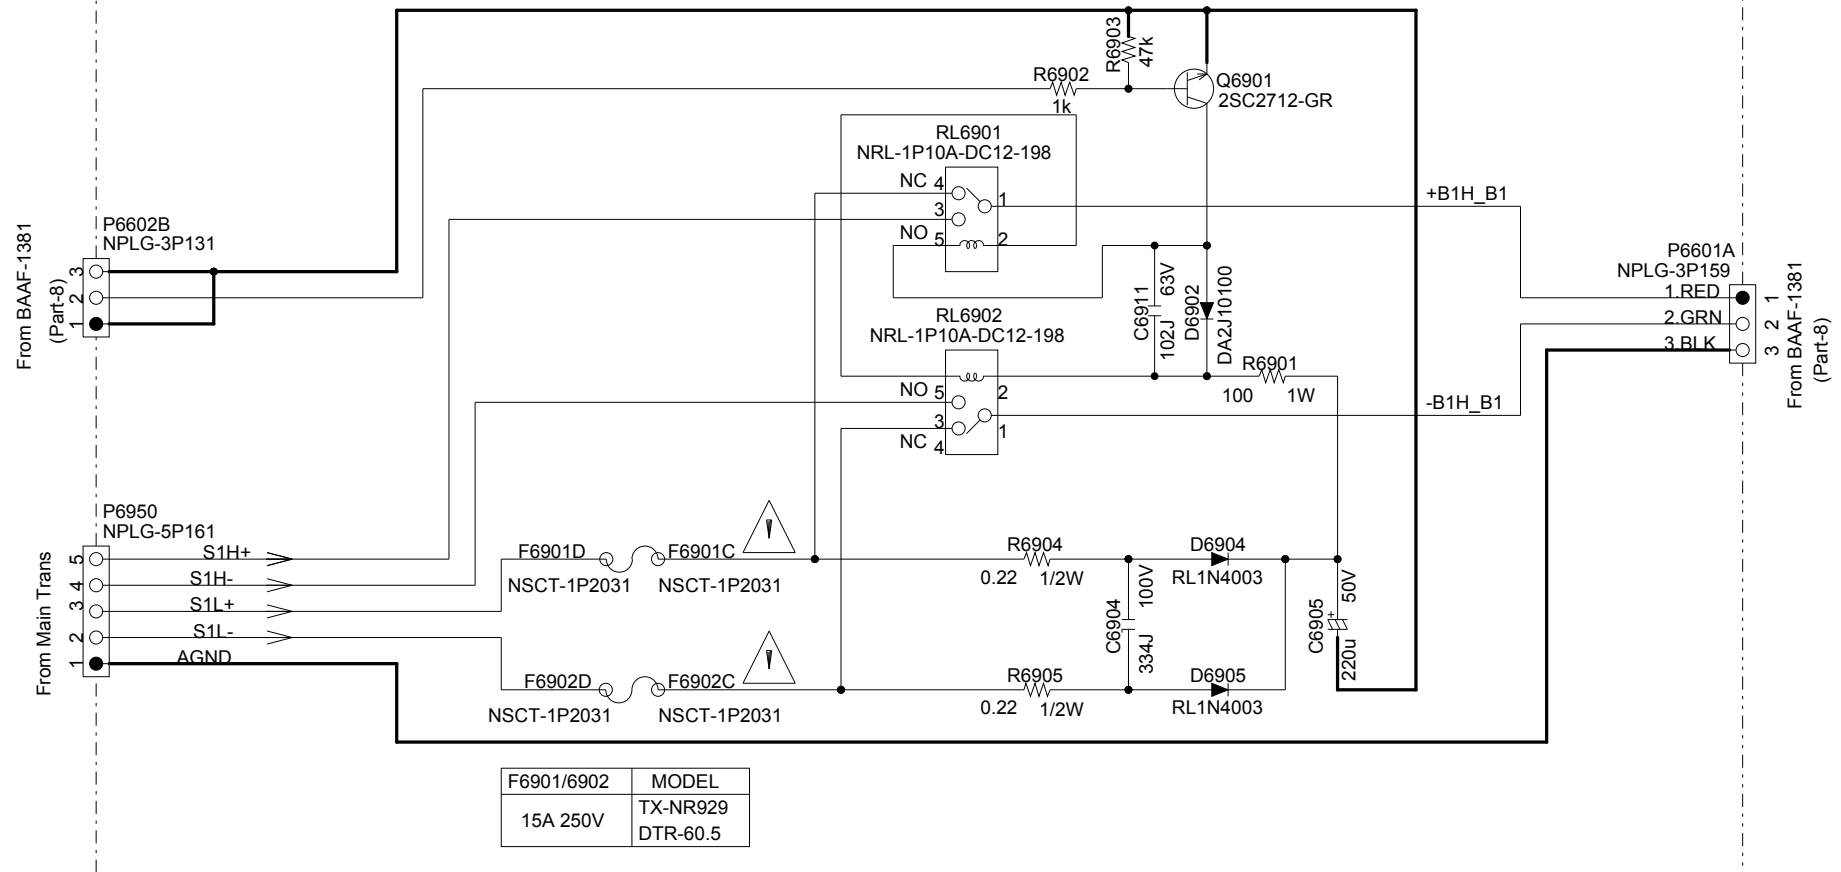 R6903
47k
R6902
1k
Q6901
2SC2712-GR
RL6901
NRL-1P10A-DC12-198
NC 4
1
3
NO 5
2
+B1H_B1
From BAAF-1381
(Part-8)
P6602B
NPLG-3P131
3
2
1
C6911
63V
102J
D6902
DA2J10100
P6601A
NPLG-3P159
1.RED
2.GRN
3.BLK
1
2
3
From BAAF-1381
(Part-8)
RL6902
NRL-1P10A-DC12-198
NO 5
2
3
1
NC 4
R6901
100 1W
-B1H_B1
P6950
NPLG-5P161
From Main Trans
5
4
3
2
1
S1H+
S1H-
S1L+
S1L-
AGND
F6901D
F6901C
NSCT-1P2031
NSCT-1P2031
!
R6904
0.22 1/2W
D6904
RL1N4003
C6904
100V
334J
C6905
50V
+
220u
F6902D
F6902C
NSCT-1P2031
NSCT-1P2031
!
R6905
0.22 1/2W
D6905
RL1N4003
F6901/6902 MODEL
15A 250V
TX-NR929
DTR-60.5